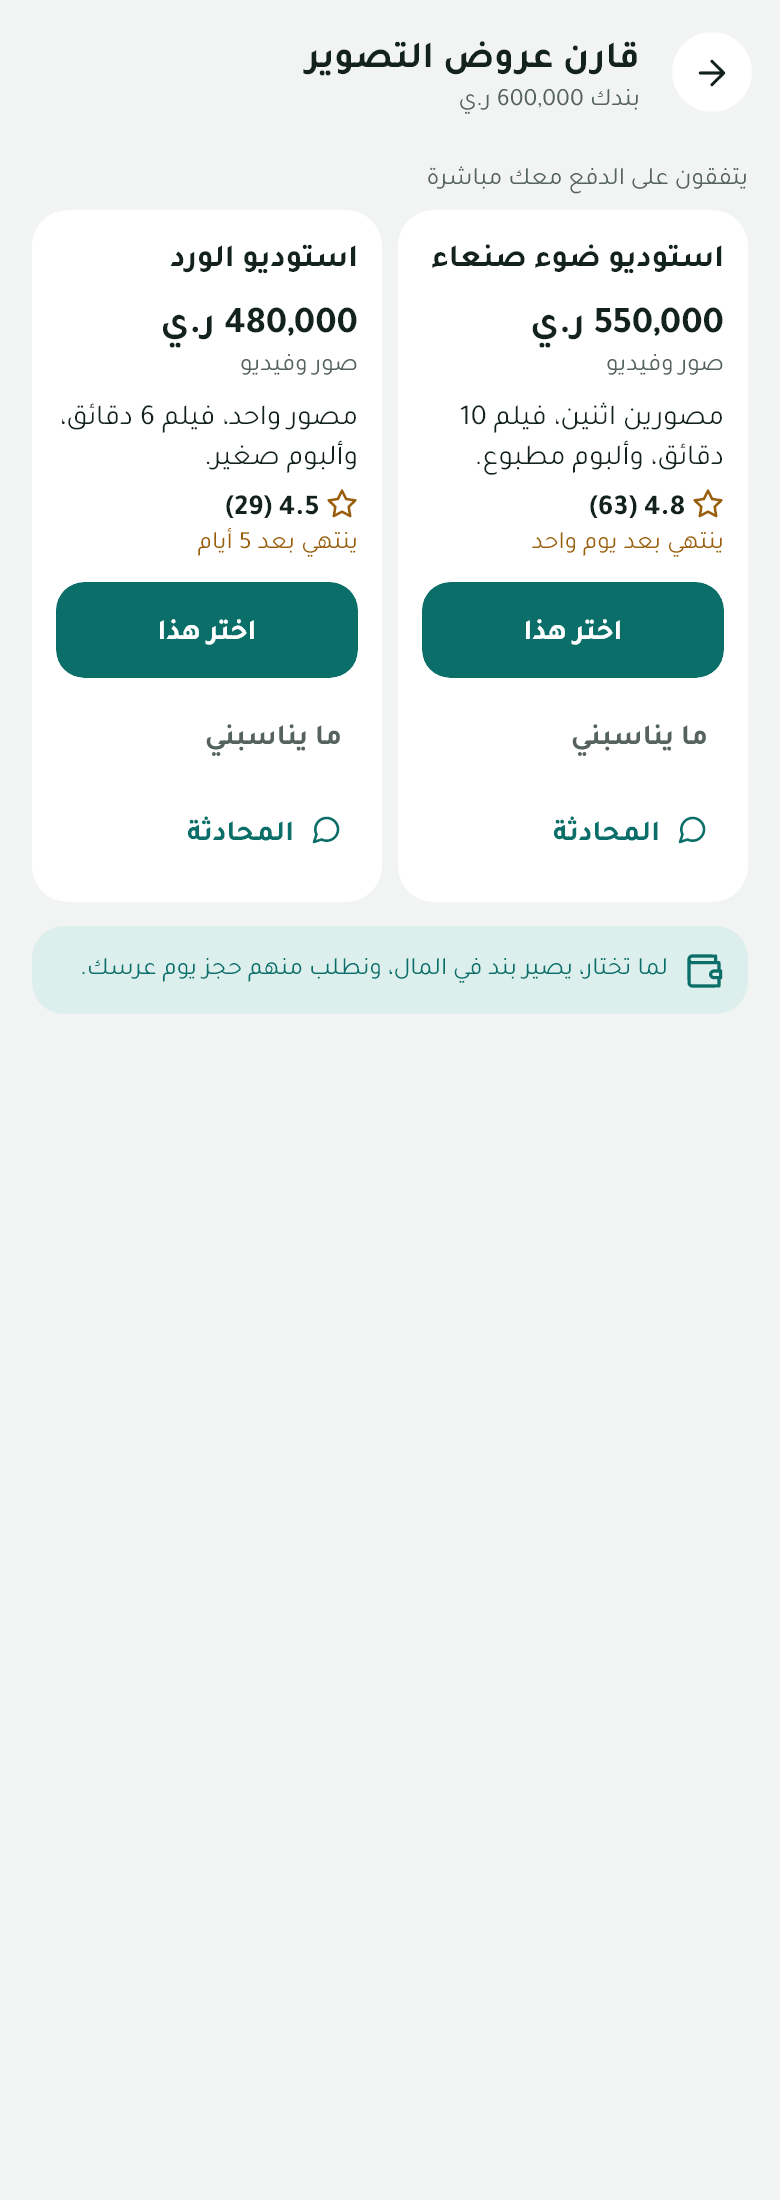 قارن عروض التصوير
بندك 600,000 ر.ي
يتفقون على الدفع معك مباشرة
استوديو ضوء صنعاء
550,000 ر.ي
صور وفيديو
مصورين اثنين، فيلم 10
دقائق، وألبوم مطبوع.
4.8 (63)
ينتهي بعد يوم واحد
اختر هذا
ما يناسبني
المحادثة
استوديو الورد
480,000 ر.ي
صور وفيديو
مصور واحد، فيلم 6 دقائق،
وألبوم صغير.
4.5 (29)
ينتهي بعد 5 أيام
اختر هذا
ما يناسبني
المحادثة
لما تختار، يصير بند في المال، ونطلب منهم حجز يوم عرسك.